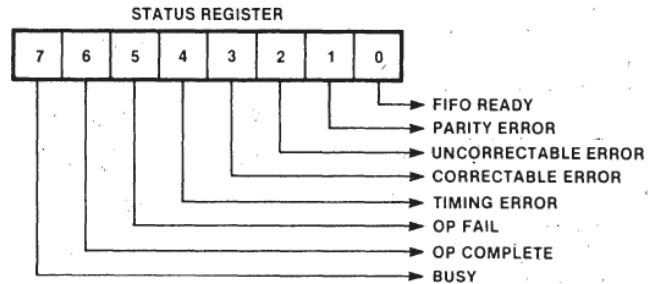 STATUS REGISTER
7 6 5 4 3 2 1 0
FIFO READY
PARITY ERROR
UNCORRECTABLE ERROR
CORRECTABLE ERROR
TIMING ERROR
OP FAIL
OP COMPLETE
BUSY